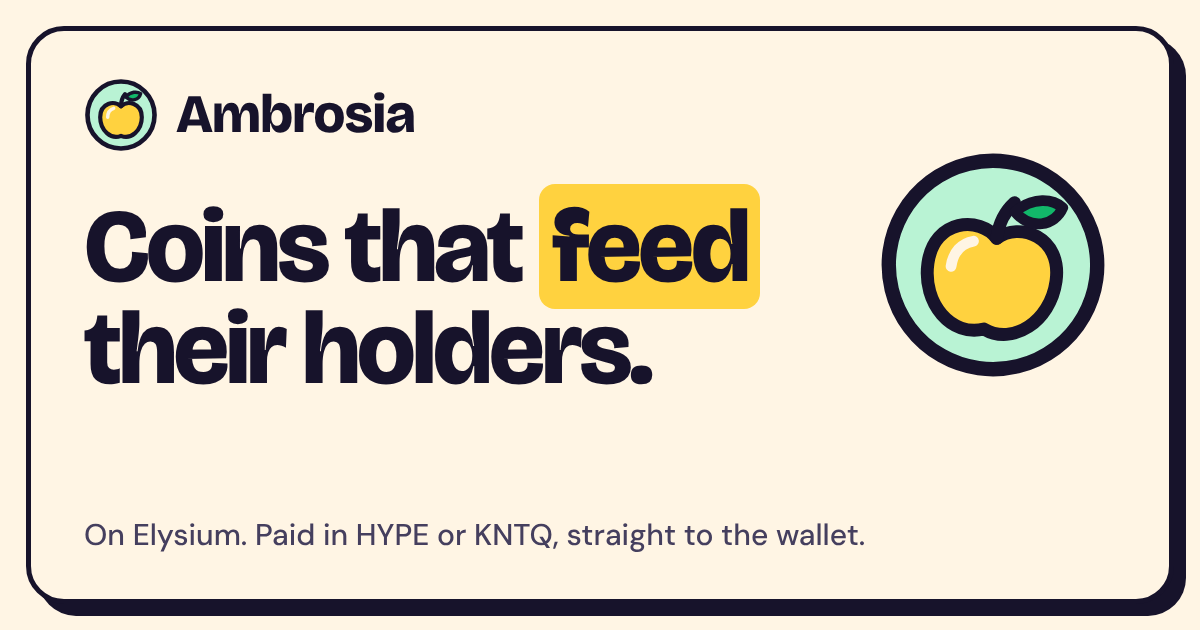 Ambrosia
Coins that feed
their holders.
On Elysium. Paid in HYPE or KNTQ, straight to the wallet.